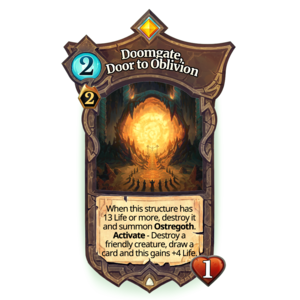 Doomgate,
Door to Oblivion
2
2
When this structure has
13 Life or more, destroy it
and summon Ostregoth.
Activate - Destroy a
friendly creature, draw a
card and this gains +4 Life.
1